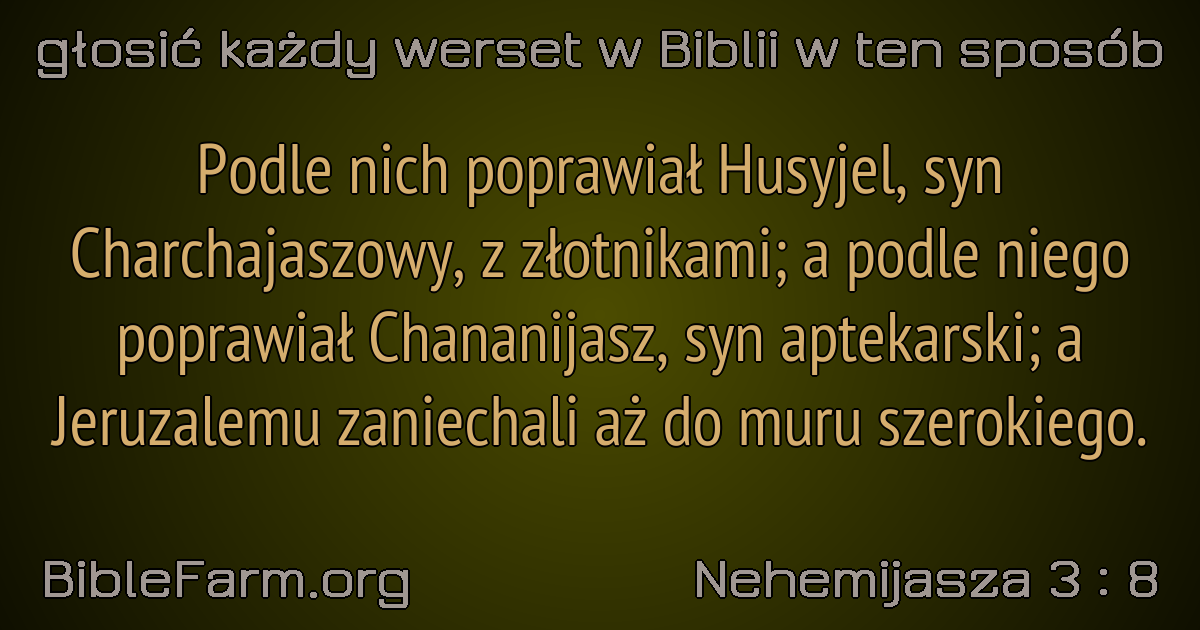 głosić każdy werset w Biblii w ten sposób
Podle nich poprawiał Husyjel, syn
Charchajaszowy, z złotnikami; a podle niego
poprawiał Chananijasz, syn aptekarski; a
Jeruzalemu zaniechali aż do muru szerokiego.
BibleFarm.org
Nehemijasza 3 : 8